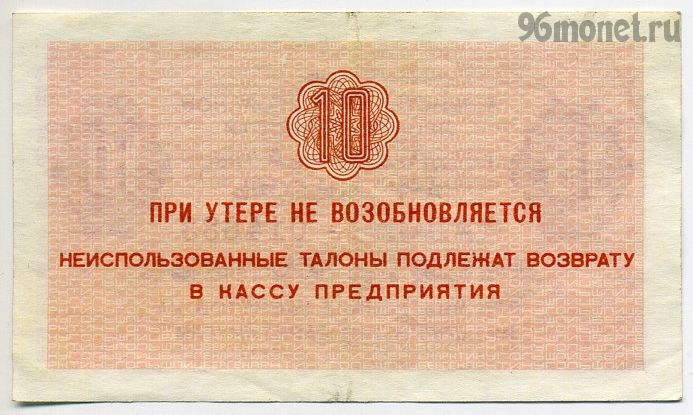 96monet.ru
10
ПРИ УТЕРЕ НЕ ВОЗОБНОВЛЯЕТСЯ
НЕИСПОЛЬЗОВАННЫЕ ТАЛОНЫ ПОДЛЕЖАТ ВОЗВРАТУ
В КАССУ ПРЕДПРИЯТИЯ